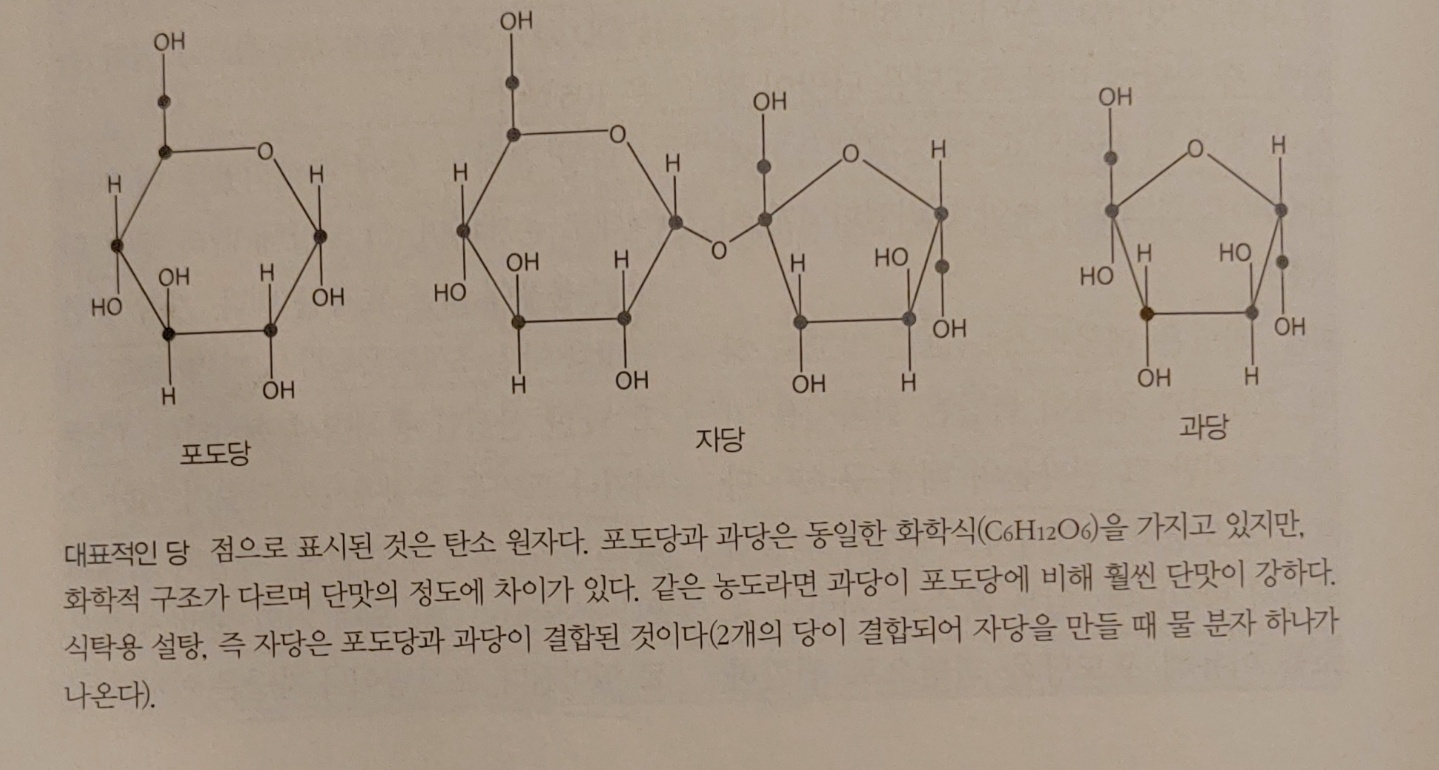 OH OH
OH OH
O O
H H H H O H O H
OH H OH H O H HO H HO
HO OH HO OH HO OH
H OH H OH OH H OH H
포도당 자당 과당
대표적인 당 점으로 표시된 것은 탄소 원자다. 포도당과 과당은 동일한 화학식(C6H12O6)을 가지고 있지만,
화학적 구조가 다르며 단맛의 정도에 차이가 있다. 같은 농도라면 과당이 포도당에 비해 훨씬 단맛이 강하다.
식탁용 설탕, 즉 자당은 포도당과 과당이 결합된 것이다(2개의 당이 결합되어 자당을 만들 때 물 분자 하나가
나온다).